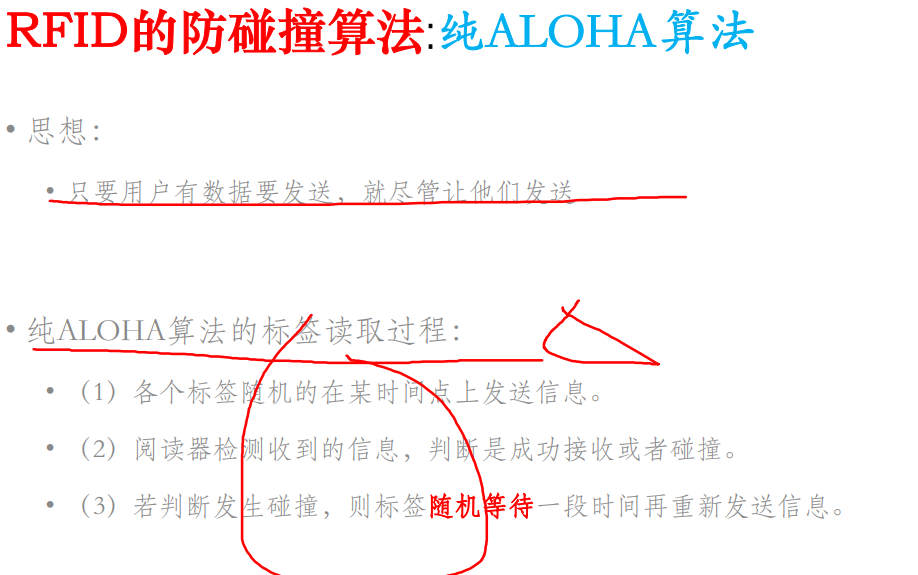 RFID的防碰撞算法:纯ALOHA算法
• 思想：
• 只要用户有数据要发送，就尽管让他们发送
• 纯ALOHA算法的标签读取过程：
• （1）各个标签随机的在某时间点上发送信息。
• （2）阅读器检测收到的信息，判断是成功接收或者碰撞。
• （3）若判断发生碰撞，则标签随机等待一段时间再重新发送信息。